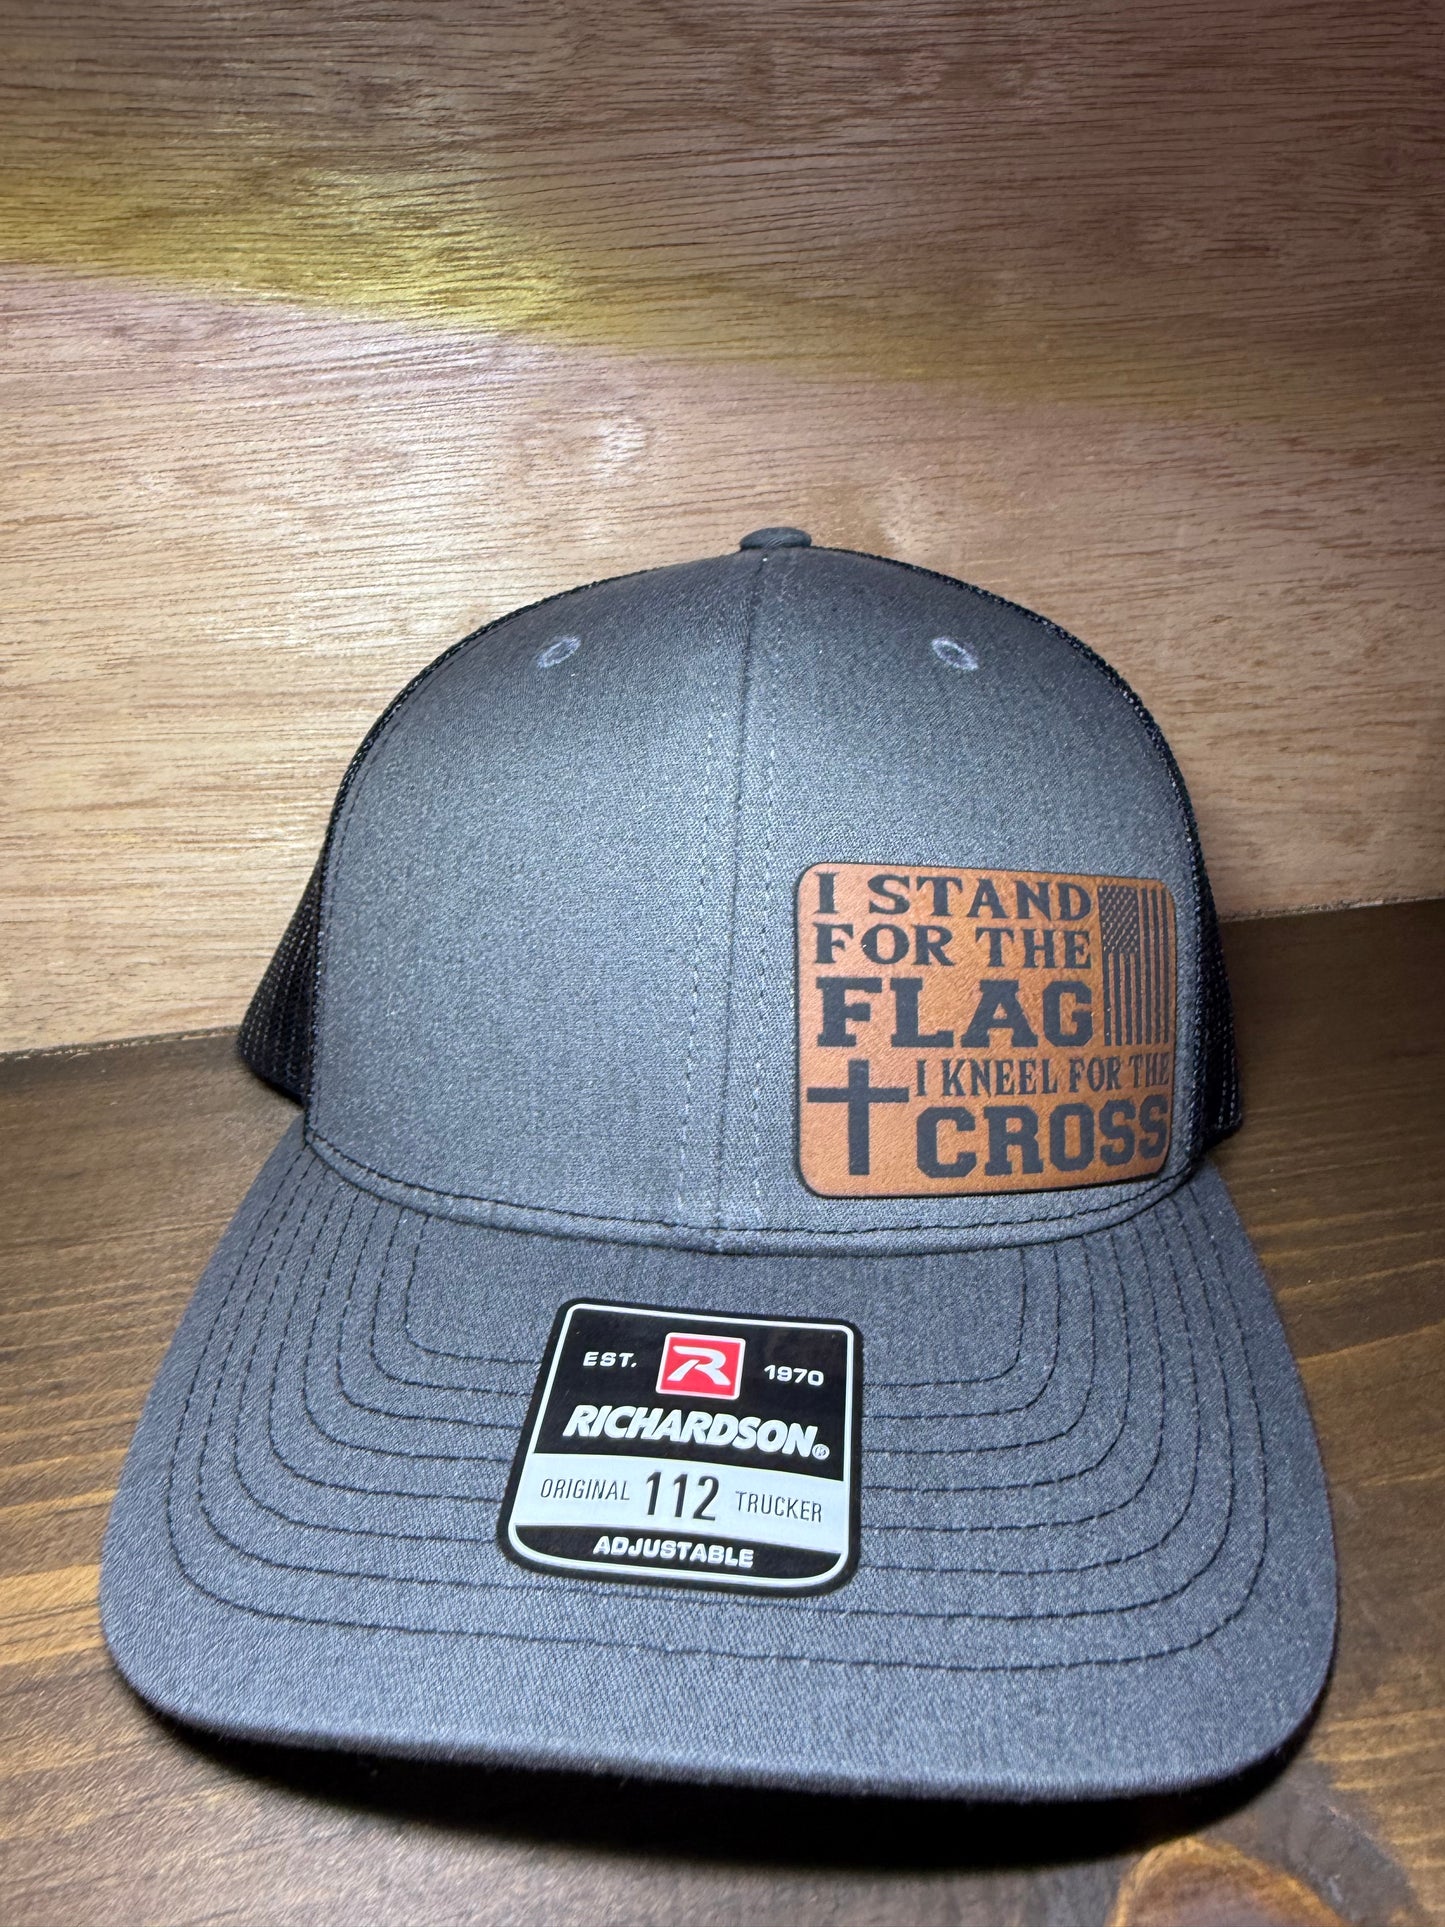 I STAND
FOR THE
FLAG
I KNEEL FOR THE
CROSS
EST. R 1970
RICHARDSON®
ORIGINAL 112 TRUCKER
ADJUSTABLE